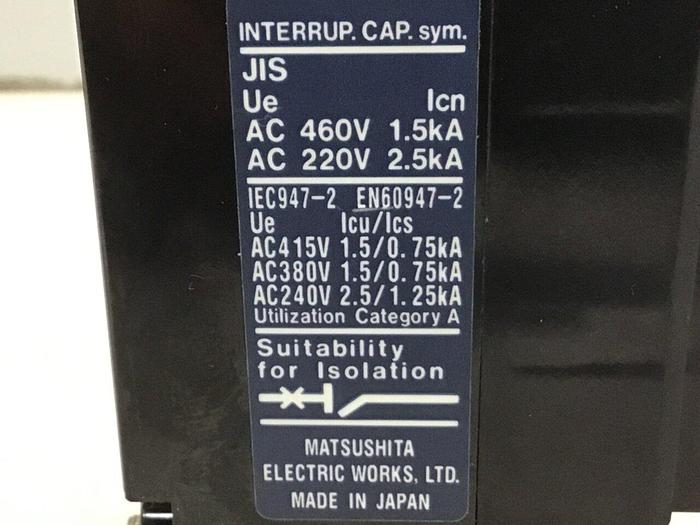 INTERRUP. CAP. sym.
JIS
Ue Icn
AC 460V 1.5kA
AC 220V 2.5kA
IEC947-2 EN60947-2
Ue Icu/Ics
AC415V 1.5/0.75kA
AC380V 1.5/0.75kA
AC240V 2.5/1.25kA
Utilization Category A
Suitability
for Isolation
MATSUSHITA
ELECTRIC WORKS, LTD.
MADE IN JAPAN